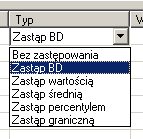 Typ
Zastąp BD
Bez zastępowania
Zastąp BD
Zastąp wartością
Zastąp średnią
Zastąp percentylem
Zastąp graniczną